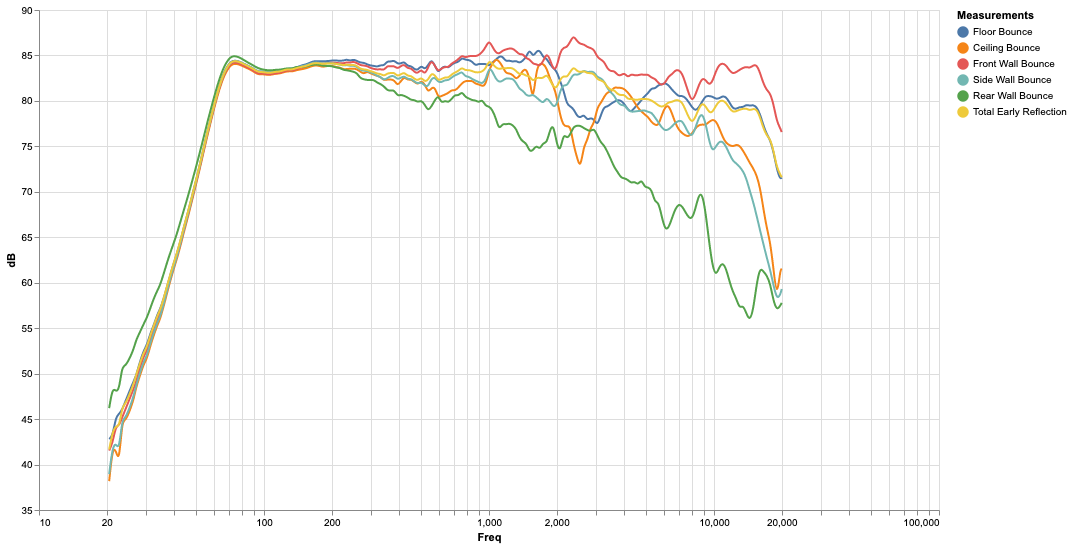 Measurements
Floor Bounce
Ceiling Bounce
Front Wall Bounce
Side Wall Bounce
Rear Wall Bounce
Total Early Reflection
90
85
80
75
70
65
60
55
50
45
40
35
dB
10 20 100 200 1,000 2,000 10,000 20,000 100,000
Freq